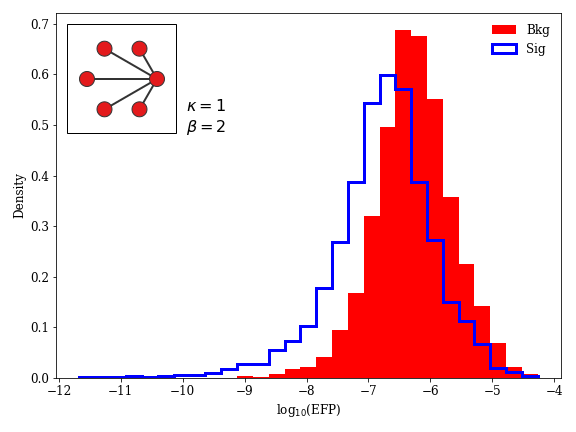 0.7
0.6
0.5
0.4
0.3
0.2
0.1
0.0
Density
κ = 1
β = 2
Bkg
Sig
−12 −11 −10 −9 −8 −7 −6 −5 −4
log₁₀(EFP)